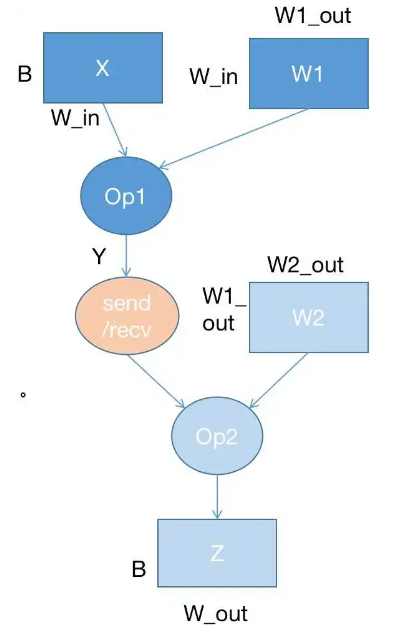 W1_out
B
X
W_in
W1
W_in
Op1
Y
send
/recv
W2_out
W1_
out
W2
。
Op2
B
Z
W_out